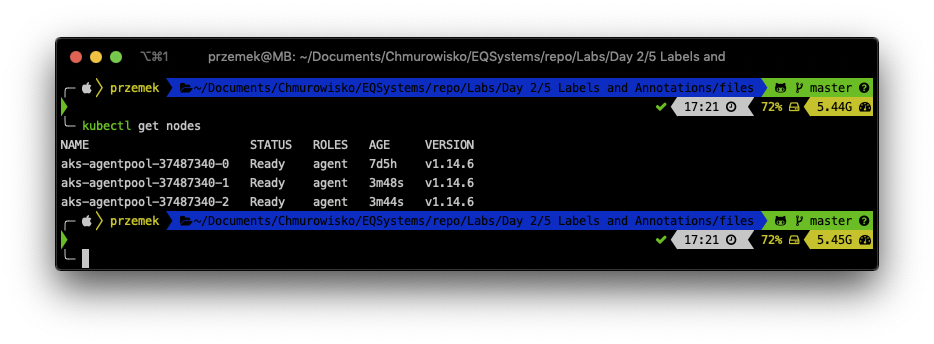 ⌥⌘1 przemek@MB: ~/Documents/Chmurowisko/EQSystems/repo/Labs/Day 2/5 Labels and
przemek ~/Documents/Chmurowisko/EQSystems/repo/Labs/Day 2/5 Labels and Annotations/files master ?
✔ 17:21 72% 5.44G
kubectl get nodes
NAME STATUS ROLES AGE VERSION
aks-agentpool-37487340-0 Ready agent 7d5h v1.14.6
aks-agentpool-37487340-1 Ready agent 3m48s v1.14.6
aks-agentpool-37487340-2 Ready agent 3m44s v1.14.6
przemek ~/Documents/Chmurowisko/EQSystems/repo/Labs/Day 2/5 Labels and Annotations/files master ?
✔ 17:21 72% 5.45G